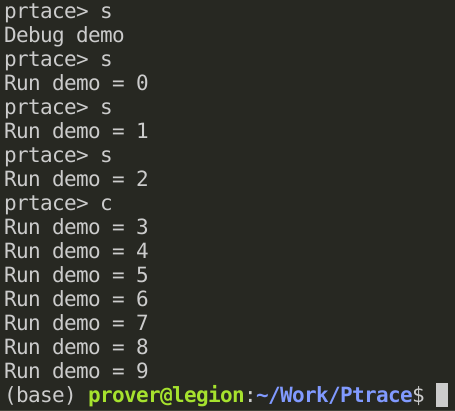 prtace> s
Debug demo
prtace> s
Run demo = 0
prtace> s
Run demo = 1
prtace> s
Run demo = 2
prtace> c
Run demo = 3
Run demo = 4
Run demo = 5
Run demo = 6
Run demo = 7
Run demo = 8
Run demo = 9
(base) prover@legion:~/Work/Ptrace$